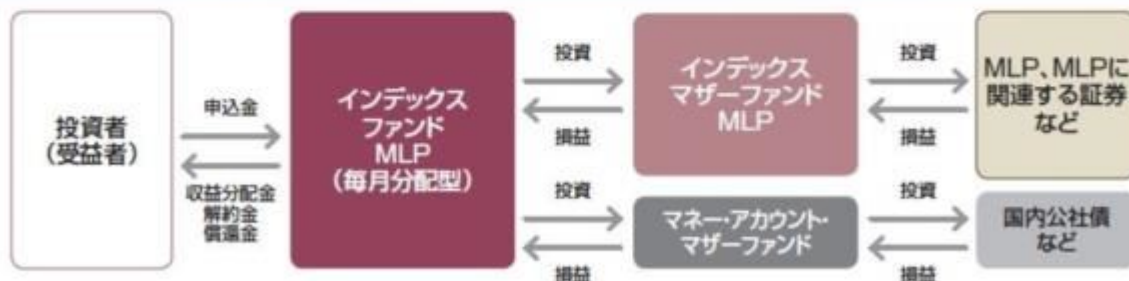 投資者
（受益者）
申込金
収益分配金
解約金
償還金
インデックス
ファンド
MLP
（毎月分配型）
投資
損益
投資
損益
インデックス
マザーファンド
MLP
マネー・アカウント・
マザーファンド
投資
損益
投資
損益
MLP、MLPに
関連する証券
など
国内公社債
など